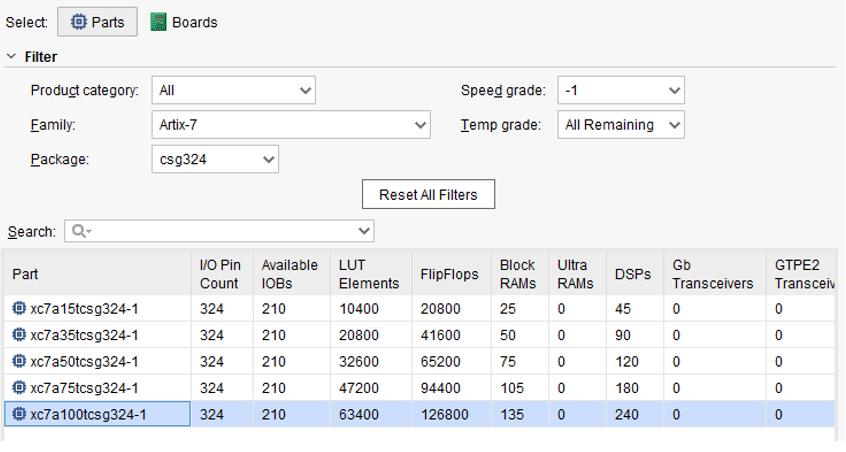 Select: Parts Boards
Filter
Product category: All Speed grade: -1
Family: Artix-7 Temp grade: All Remaining
Package: csg324
Reset All Filters
Search:
Part I/O Pin Count Available IOBs LUT Elements FlipFlops Block RAMs Ultra RAMs DSPs Gb Transceivers GTPE2 Transceiv
xc7a15tcsg324-1 324 210 10400 20800 25 0 45 0 0
xc7a35tcsg324-1 324 210 20800 41600 50 0 90 0 0
xc7a50tcsg324-1 324 210 32600 65200 75 0 120 0 0
xc7a75tcsg324-1 324 210 47200 94400 105 0 180 0 0
xc7a100tcsg324-1 324 210 63400 126800 135 0 240 0 0